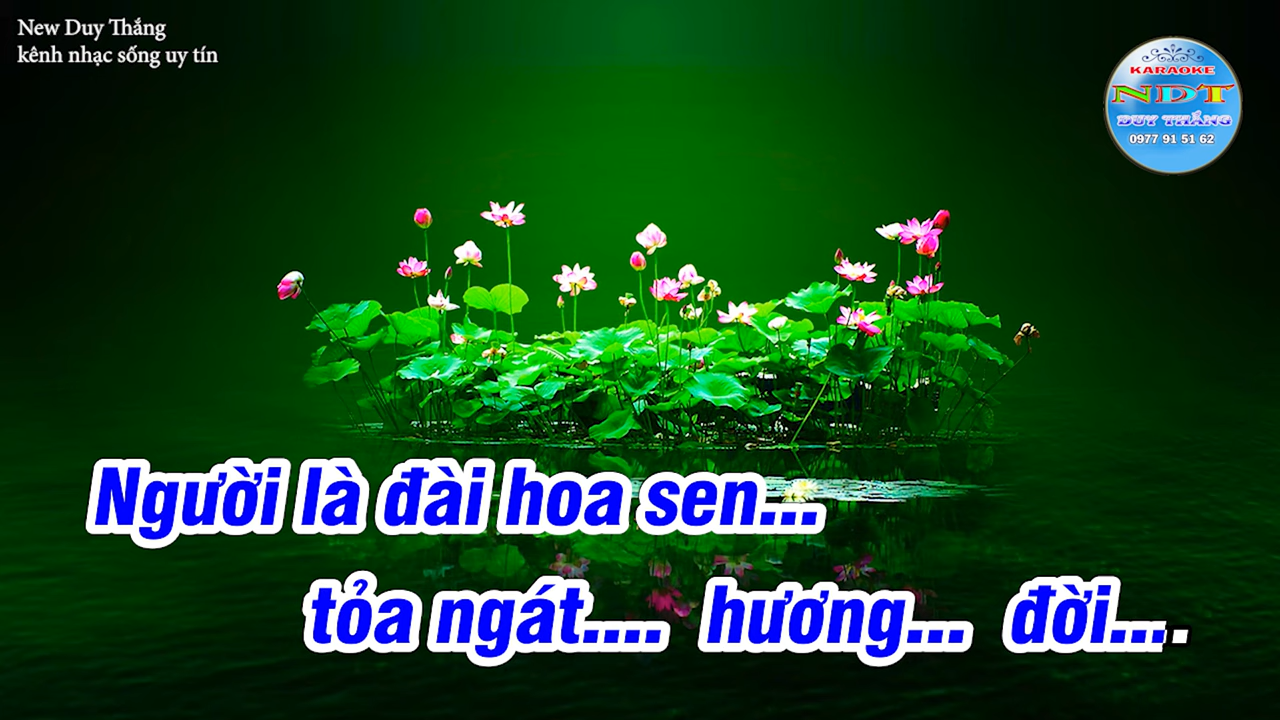 New Duy Thắng
kênh nhạc sống uy tín
KARAOKE
NDT
DUY THẮNG
0977 91 51 62
Người là đài hoa sen...
tỏa ngát.... hương... đời....